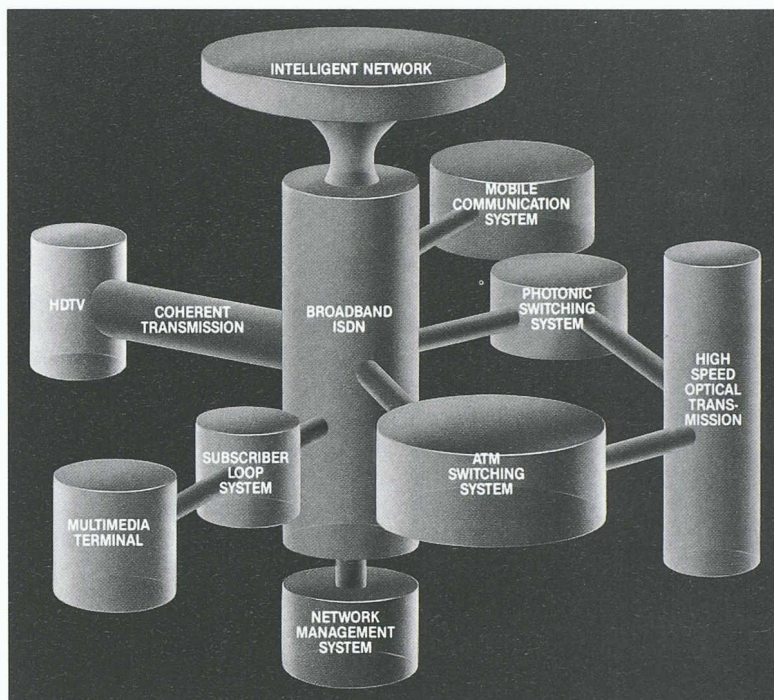 INTELLIGENT NETWORK
MOBILE
COMMUNICATION
SYSTEM
HDTV
COHERENT
TRANSMISSION
BROADBAND
ISDN
PHOTONIC
SWITCHING
SYSTEM
HIGH
SPEED
OPTICAL
TRANS-
MISSION
SUBSCRIBER
LOOP
SYSTEM
ATM
SWITCHING
SYSTEM
MULTIMEDIA
TERMINAL
NETWORK
MANAGEMENT
SYSTEM